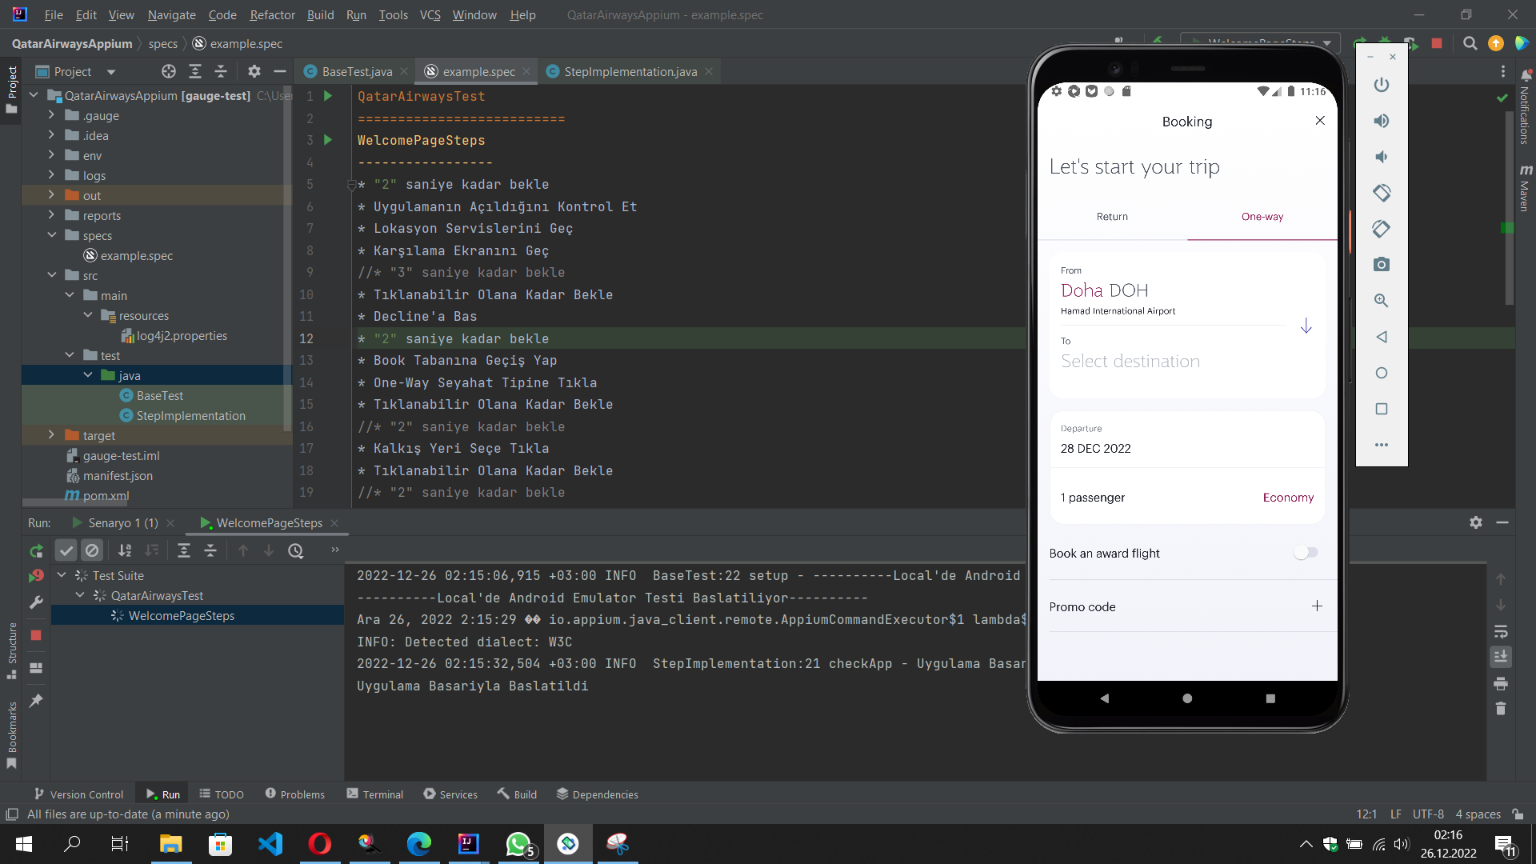 File Edit View Navigate Code Refactor Build Run Tools VCS Window Help QatarAirwaysAppium - example.spec
QatarAirwaysAppium specs example.spec
Project
BaseTest.java example.spec StepImplementation.java
QatarAirwaysAppium [gauge-test]
.gauge
.idea
env
logs
out
reports
specs
example.spec
src
main
resources
log4j2.properties
test
java
BaseTest
StepImplementation
target
gauge-test.iml
manifest.json
pom.xml
1 QatarAirwaysTest
2 ==========================
3 WelcomePageSteps
4 -----------------
5 * "2" saniye kadar bekle
6 * Uygulamanın Açıldığını Kontrol Et
7 * Lokasyon Servislerini Geç
8 * Karşılama Ekranını Geç
9 //* "3" saniye kadar bekle
10 * Tıklanabilir Olana Kadar Bekle
11 * Decline'a Bas
12 * "2" saniye kadar bekle
13 * Book Tabanına Geçiş Yap
14 * One-Way Seyahat Tipine Tıkla
15 * Tıklanabilir Olana Kadar Bekle
16 //* "2" saniye kadar bekle
17 * Kalkış Yeri Seçe Tıkla
18 * Tıklanabilir Olana Kadar Bekle
19 //* "2" saniye kadar bekle
11:16
Booking
Let's start your trip
Return One-way
From
Doha DOH
Hamad International Airport
To
Select destination
Departure
28 DEC 2022
1 passenger Economy
Book an award flight
Promo code
Project
Structure
Bookmarks
Notifications
Maven
Run: Senaryo 1 (1) WelcomePageSteps
Test Suite
QatarAirwaysTest
WelcomePageSteps
2022-12-26 02:15:06,915 +03:00 INFO BaseTest:22 setup - ----------Local'de Android
----------Local'de Android Emulator Testi Baslatiliyor----------
Ara 26, 2022 2:15:29 �� io.appium.java_client.remote.AppiumCommandExecutor$1 lambda$
INFO: Detected dialect: W3C
2022-12-26 02:15:32,504 +03:00 INFO StepImplementation:21 checkApp - Uygulama Basar
Uygulama Basariyla Baslatildi
Version Control Run TODO Problems Terminal Services Build Dependencies
All files are up-to-date (a minute ago) 12:1 LF UTF-8 4 spaces
5
02:16
26.12.2022
11